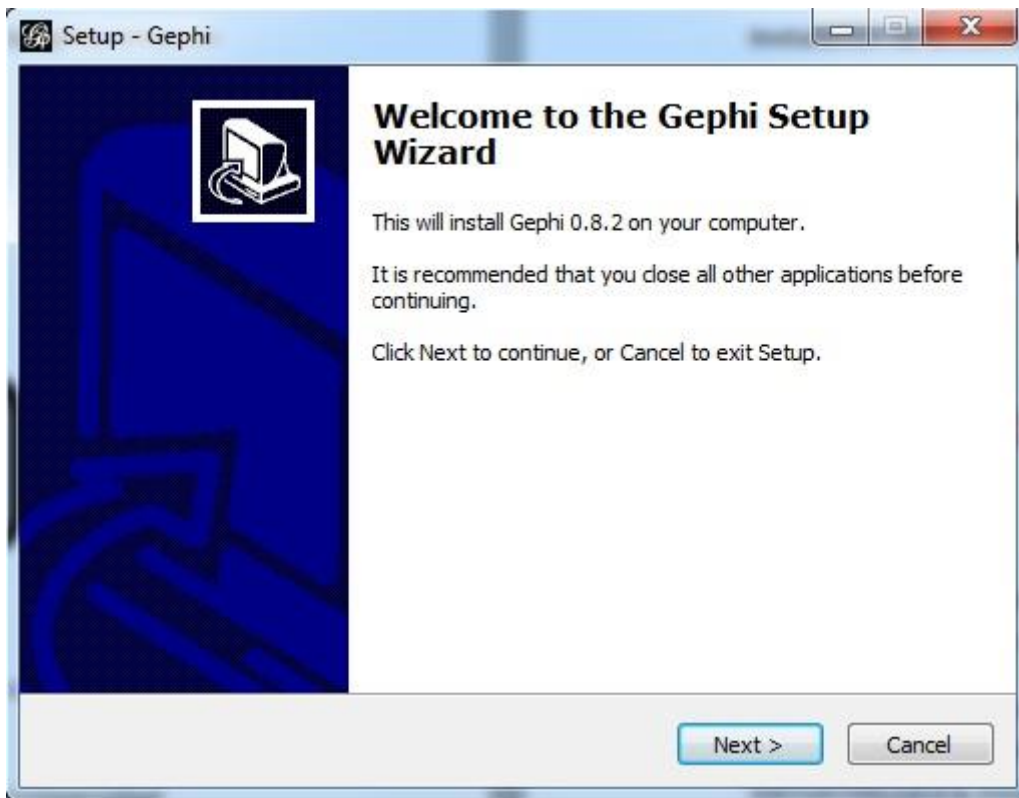 Setup - Gephi
Welcome to the Gephi Setup
Wizard
This will install Gephi 0.8.2 on your computer.
It is recommended that you close all other applications before
continuing.
Click Next to continue, or Cancel to exit Setup.
Next >
Cancel